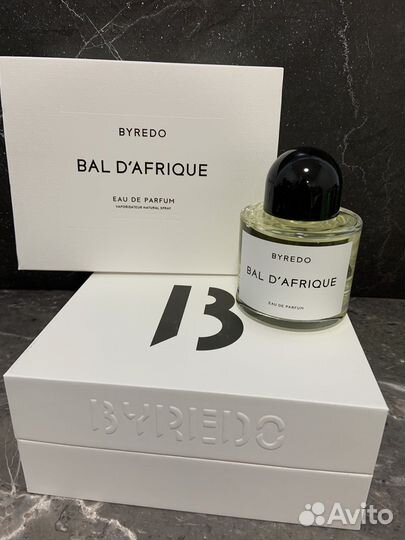 BYREDO
BAL D'AFRIQUE
EAU DE PARFUM
VAPORISATEUR NATURAL SPRAY
BYREDO
BAL D'AFRIQUE
EAU DE PARFUM
B
BYREDO
Avito